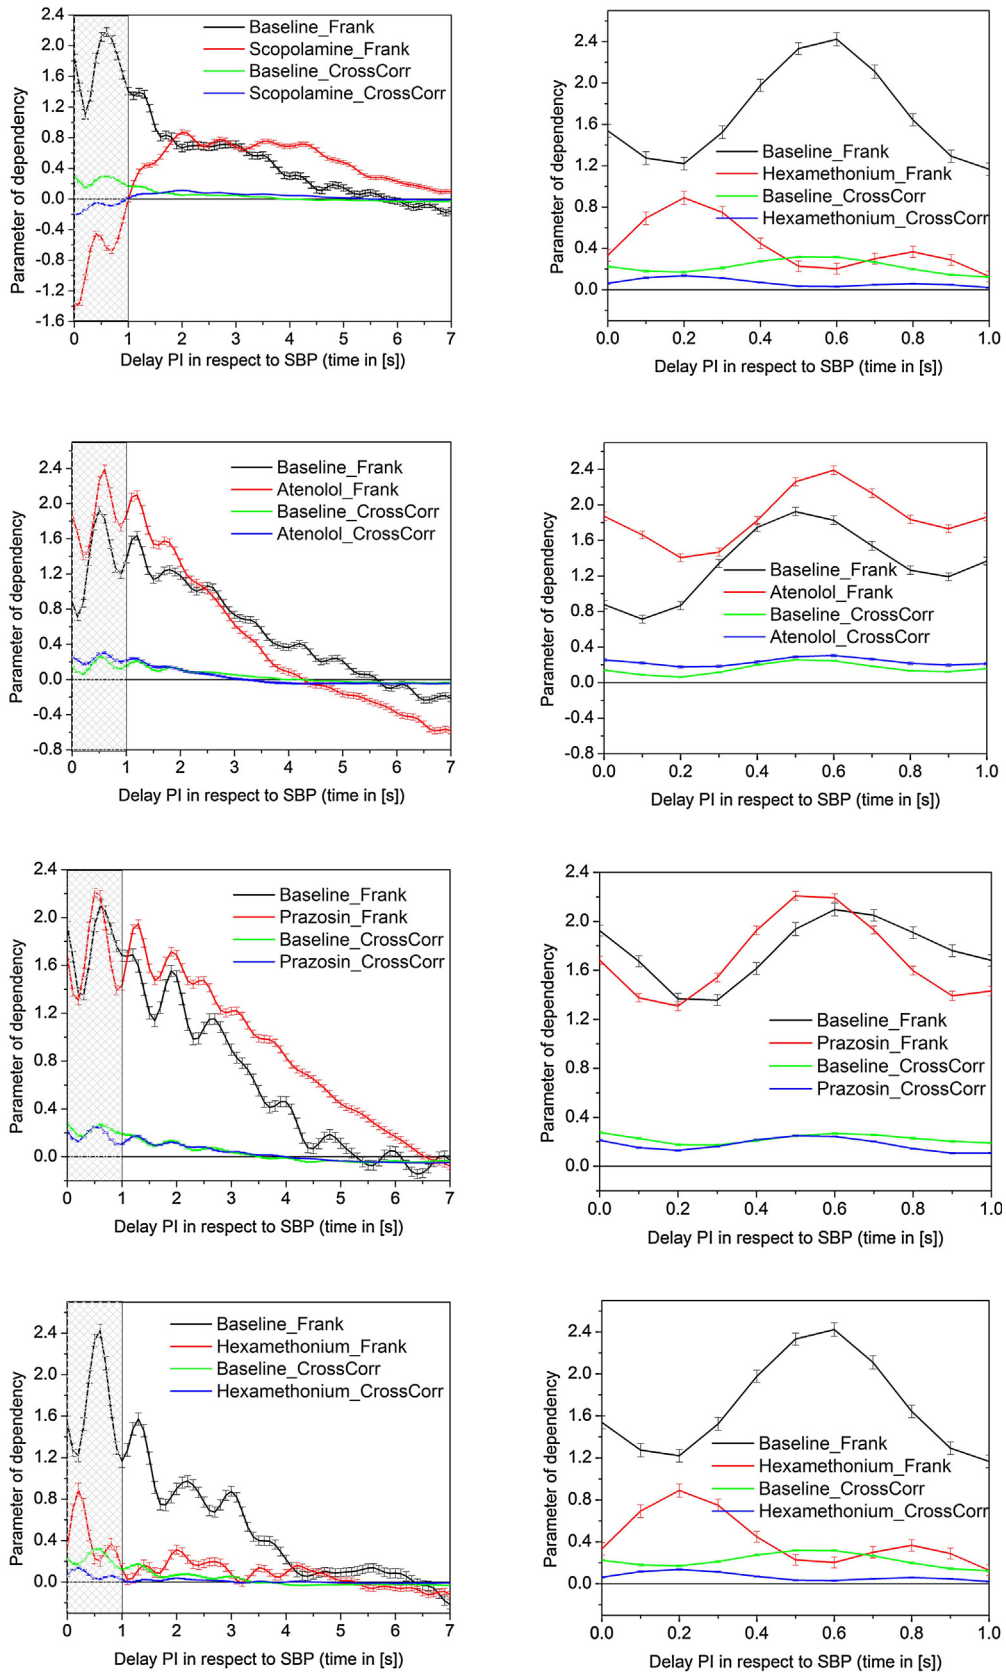 Parameter of dependency
2.4
2.0
1.6
1.2
0.8
0.4
0.0
-0.4
-0.8
-1.2
-1.6
Baseline_Frank
Scopolamine_Frank
Baseline_CrossCorr
Scopolamine_CrossCorr
0 1 2 3 4 5 6 7
Delay PI in respect to SBP (time in [s])
Parameter of dependency
2.4
2.0
1.6
1.2
0.8
0.4
0.0
Baseline_Frank
Hexamethonium_Frank
Baseline_CrossCorr
Hexamethonium_CrossCorr
0.0 0.2 0.4 0.6 0.8 1.0
Delay PI in respect to SBP (time in [s])
Parameter of dependency
2.4
2.0
1.6
1.2
0.8
0.4
0.0
-0.4
-0.8
Baseline_Frank
Atenolol_Frank
Baseline_CrossCorr
Atenolol_CrossCorr
0 1 2 3 4 5 6 7
Delay PI in respect to SBP (time in [s])
Parameter of dependency
2.4
2.0
1.6
1.2
0.8
0.4
0.0
-0.4
-0.8
Baseline_Frank
Atenolol_Frank
Baseline_CrossCorr
Atenolol_CrossCorr
0.0 0.2 0.4 0.6 0.8 1.0
Delay PI in respect to SBP (time in [s])
Parameter of dependency
2.4
2.0
1.6
1.2
0.8
0.4
0.0
Baseline_Frank
Prazosin_Frank
Baseline_CrossCorr
Prazosin_CrossCorr
0 1 2 3 4 5 6 7
Delay PI in respect to SBP (time in [s])
Parameter of dependency
2.4
2.0
1.6
1.2
0.8
0.4
0.0
Baseline_Frank
Prazosin_Frank
Baseline_CrossCorr
Prazosin_CrossCorr
0.0 0.2 0.4 0.6 0.8 1.0
Delay PI in respect to SBP (time in [s])
Parameter of dependency
2.4
2.0
1.6
1.2
0.8
0.4
0.0
Baseline_Frank
Hexamethonium_Frank
Baseline_CrossCorr
Hexamethonium_CrossCorr
0 1 2 3 4 5 6 7
Delay PI in respect to SBP (time in [s])
Parameter of dependency
2.4
2.0
1.6
1.2
0.8
0.4
0.0
Baseline_Frank
Hexamethonium_Frank
Baseline_CrossCorr
Hexamethonium_CrossCorr
0.0 0.2 0.4 0.6 0.8 1.0
Delay PI in respect to SBP (time in [s])